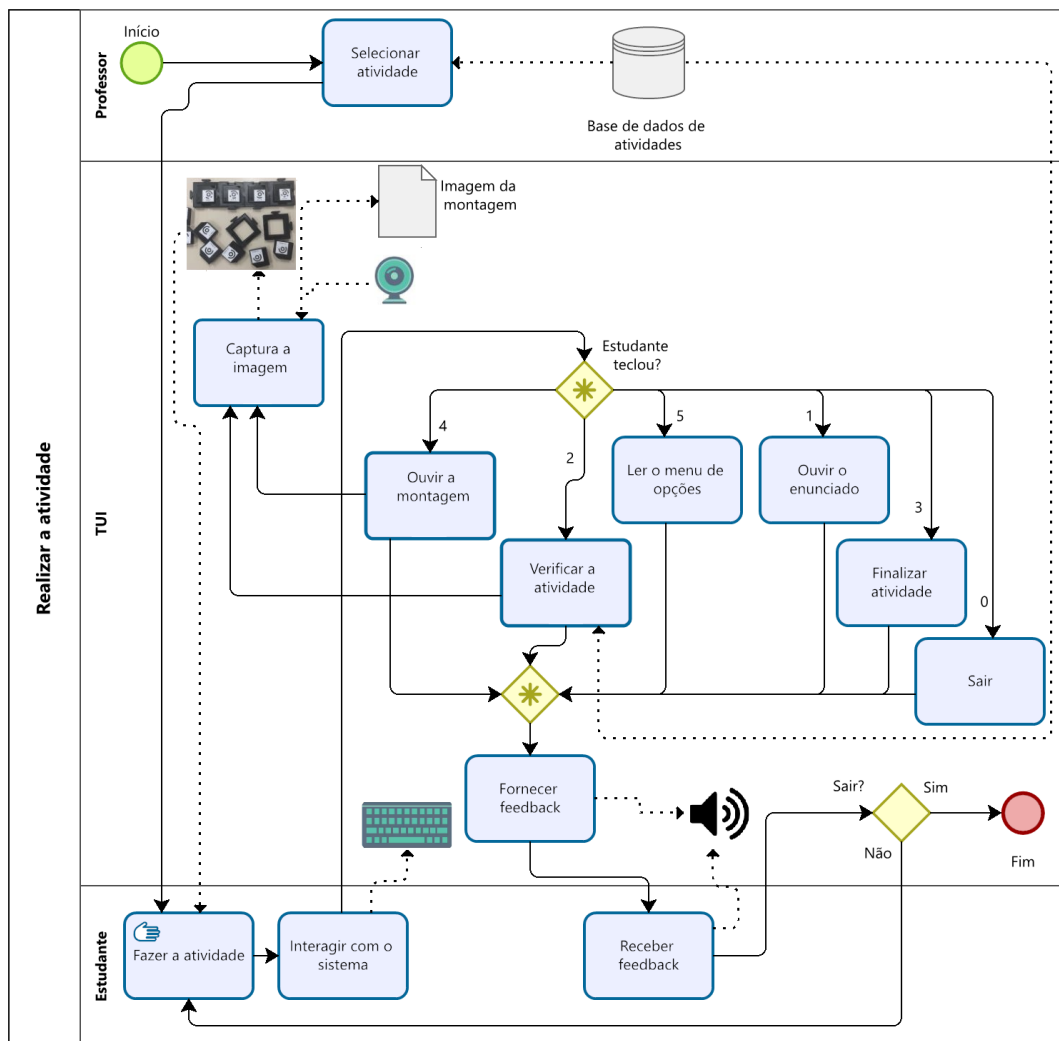 Realizar a atividade
Professor
Início
Selecionar
atividade
Base de dados de
atividades
TUI
Imagem da
montagem
Captura a
imagem
Estudante
teclou?
4
2
5
1
3
0
Ouvir a
montagem
Ler o menu de
opções
Ouvir o
enunciado
Verificar a
atividade
Finalizar
atividade
Sair
Fornecer
feedback
Sair?
Sim
Não
Fim
Estudante
Fazer a atividade
Interagir com o
sistema
Receber
feedback